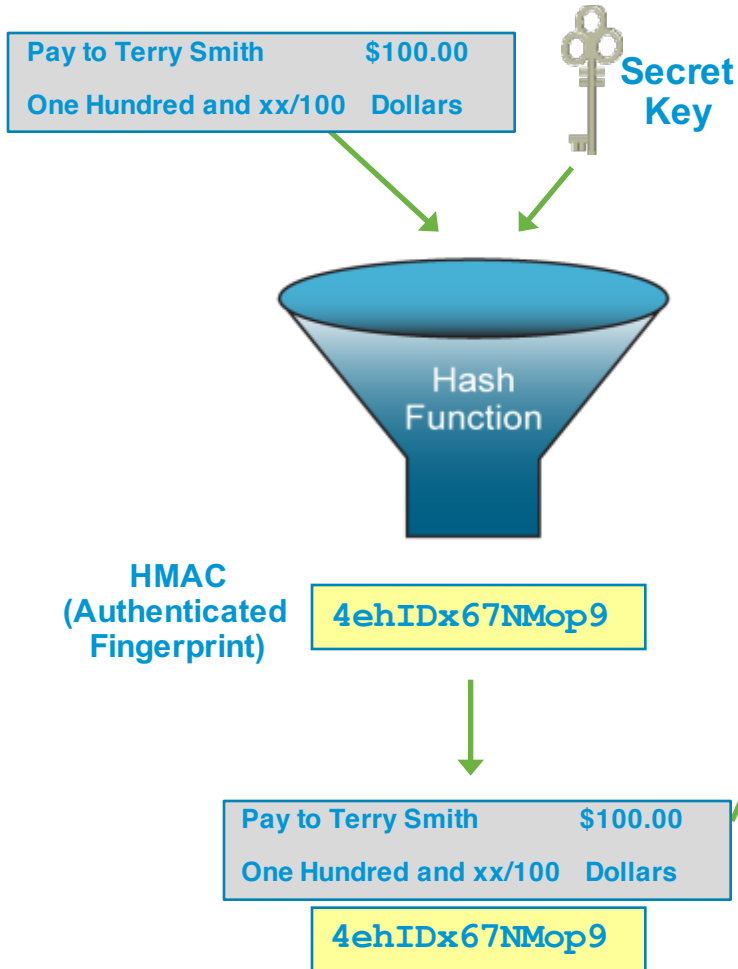 Pay to Terry Smith $100.00
One Hundred and xx/100 Dollars
Secret
Key
Hash
Function
HMAC
(Authenticated
Fingerprint)
4ehIDx67NMop9
Pay to Terry Smith $100.00
One Hundred and xx/100 Dollars
4ehIDx67NMop9